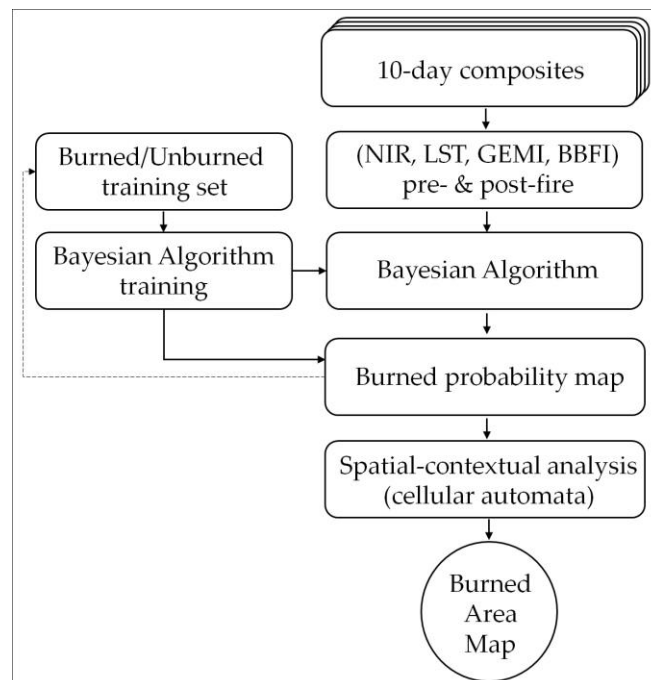 10-day composites
(NIR, LST, GEMI, BBFI)
pre- & post-fire
Burned/Unburned
training set
Bayesian Algorithm
training
Bayesian Algorithm
Burned probability map
Spatial-contextual analysis
(cellular automata)
Burned
Area
Map